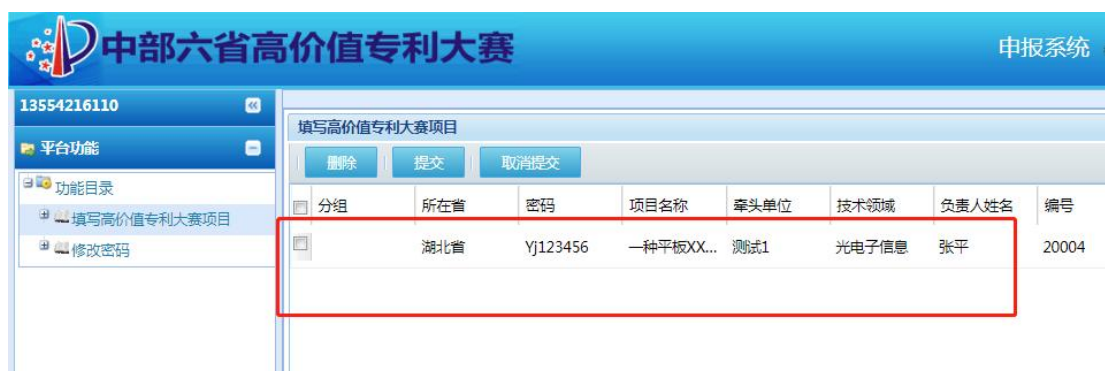 中部六省高价值专利大赛
申报系统
13554216110
平台功能
功能目录
填写高价值专利大赛项目
修改密码
填写高价值专利大赛项目
删除 提交 取消提交
分组 所在省 密码 项目名称 牵头单位 技术领域 负责人姓名 编号
湖北省 Yj123456 一种平板XX... 测试1 光电子信息 张平 20004